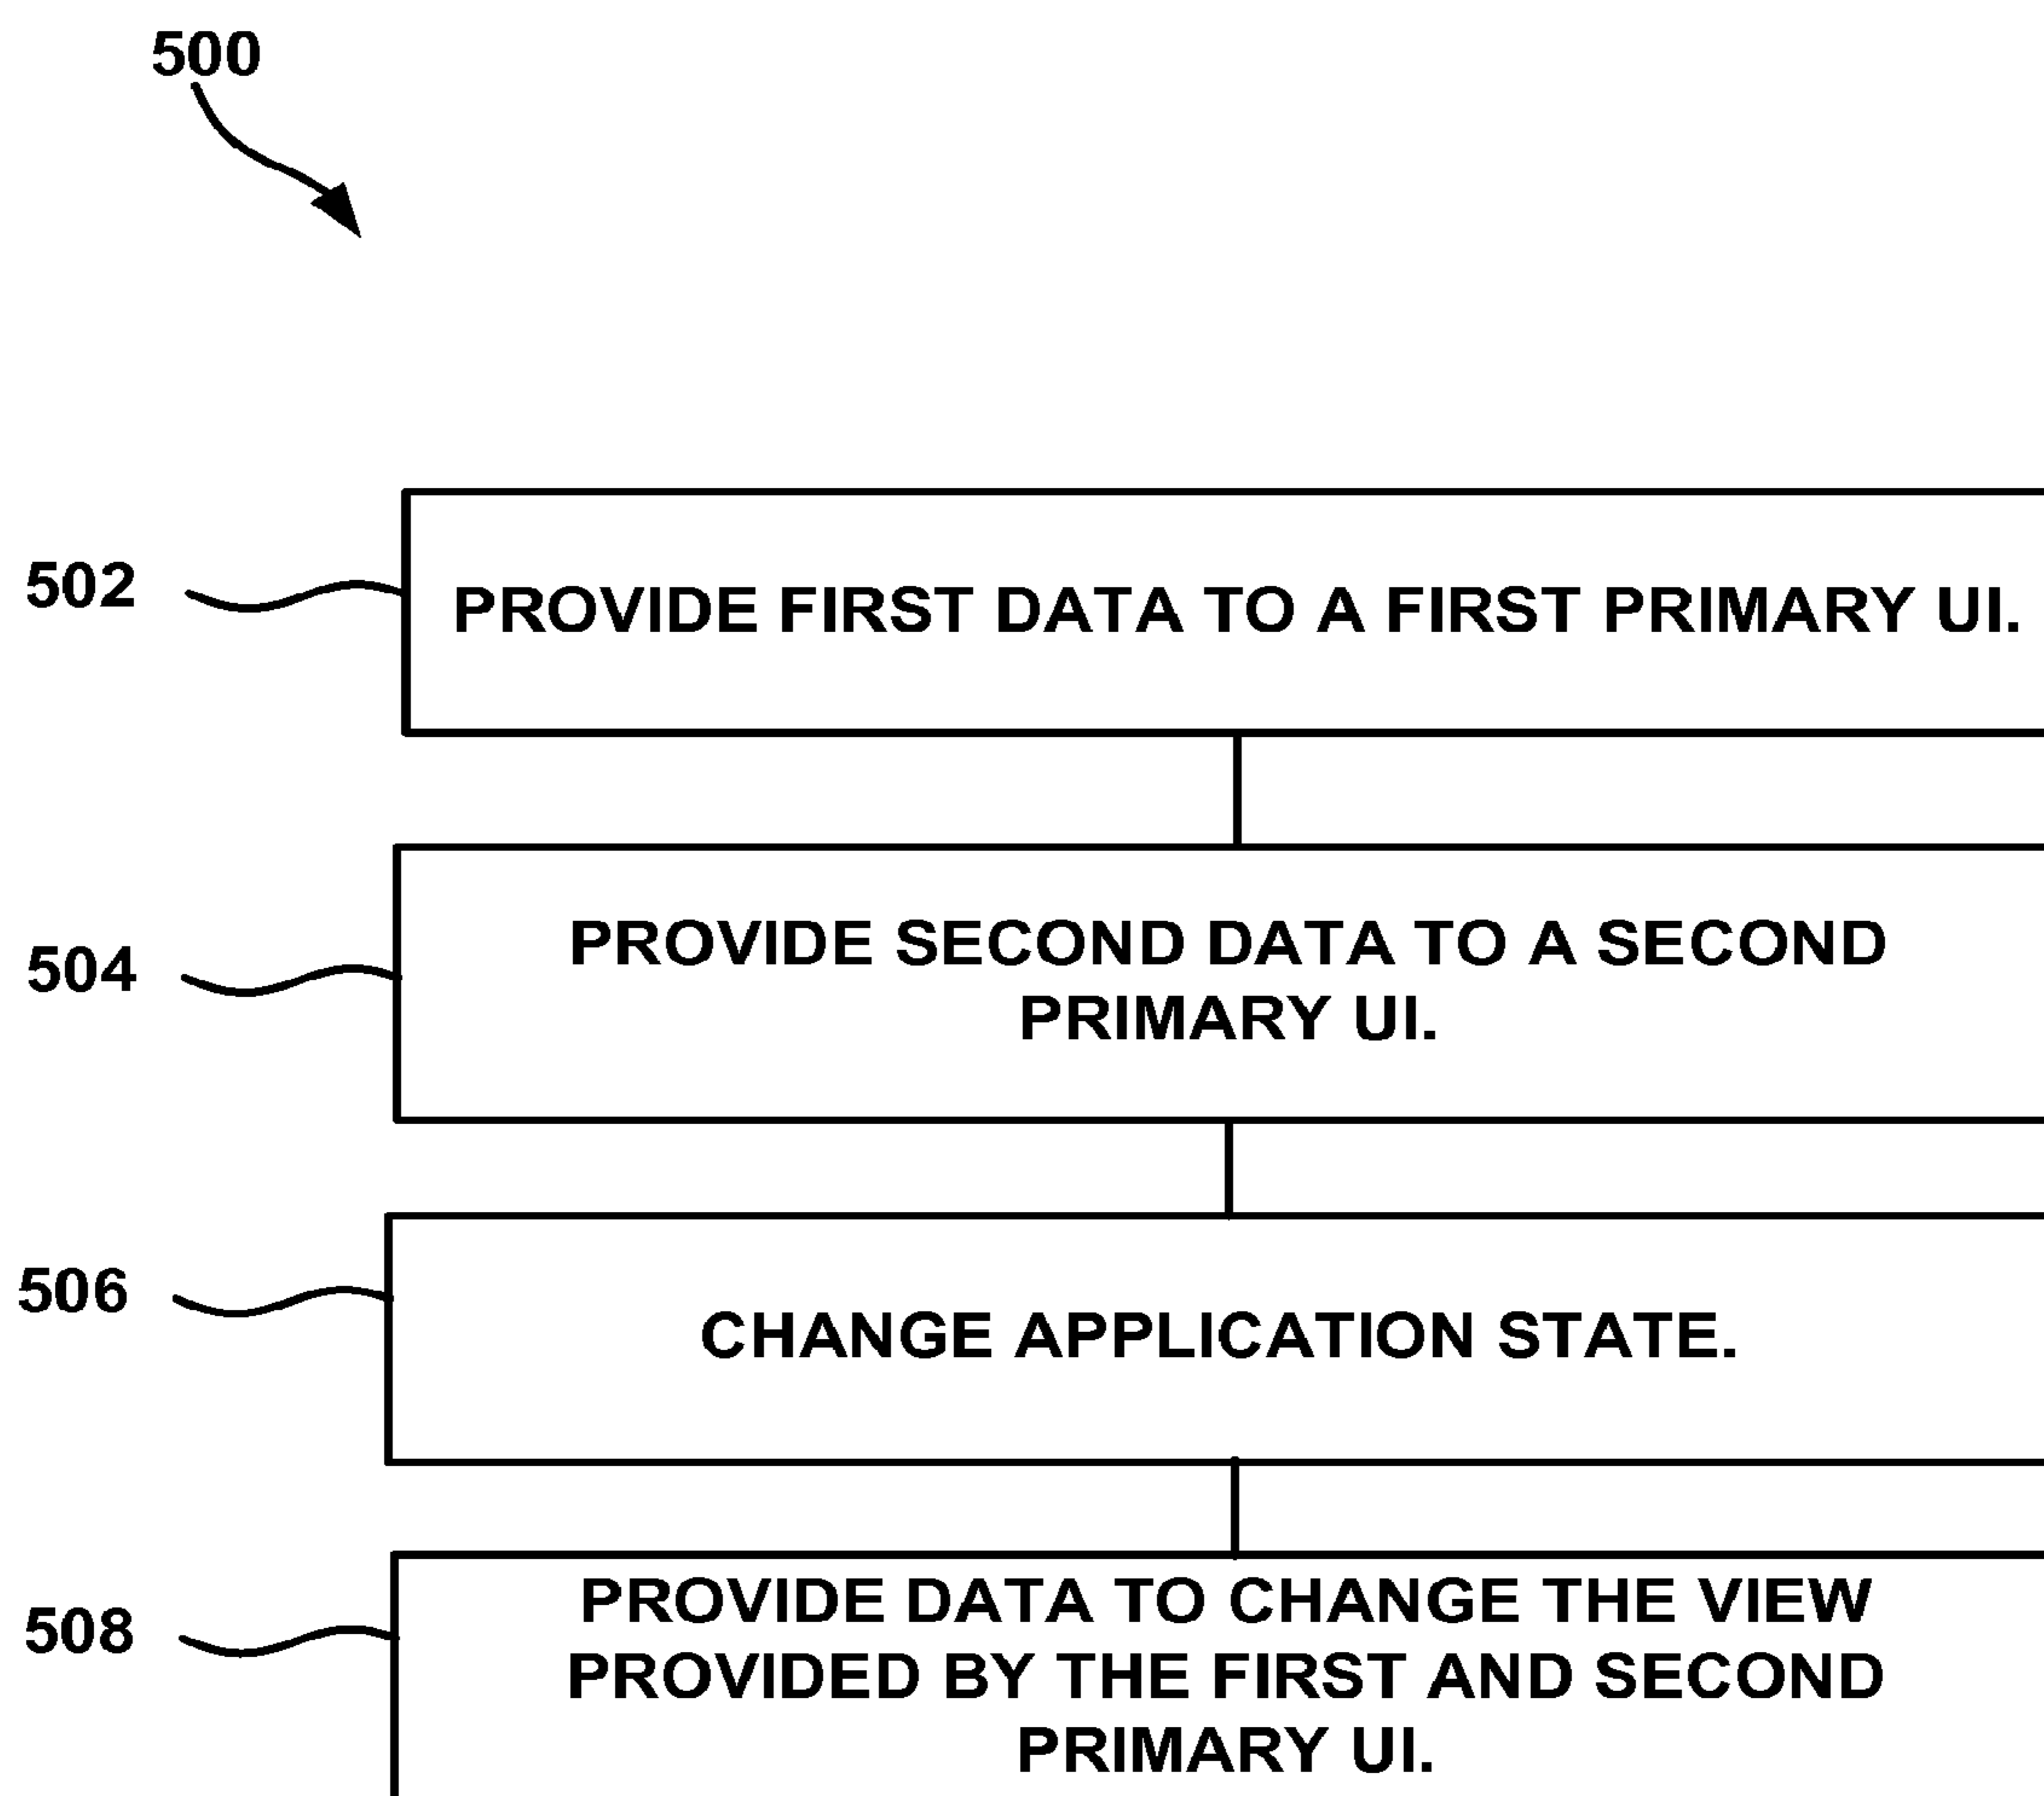 500
502
PROVIDE FIRST DATA TO A FIRST PRIMARY UI.
504
PROVIDE SECOND DATA TO A SECOND
PRIMARY UI.
506
CHANGE APPLICATION STATE.
508
PROVIDE DATA TO CHANGE THE VIEW
PROVIDED BY THE FIRST AND SECOND
PRIMARY UI.